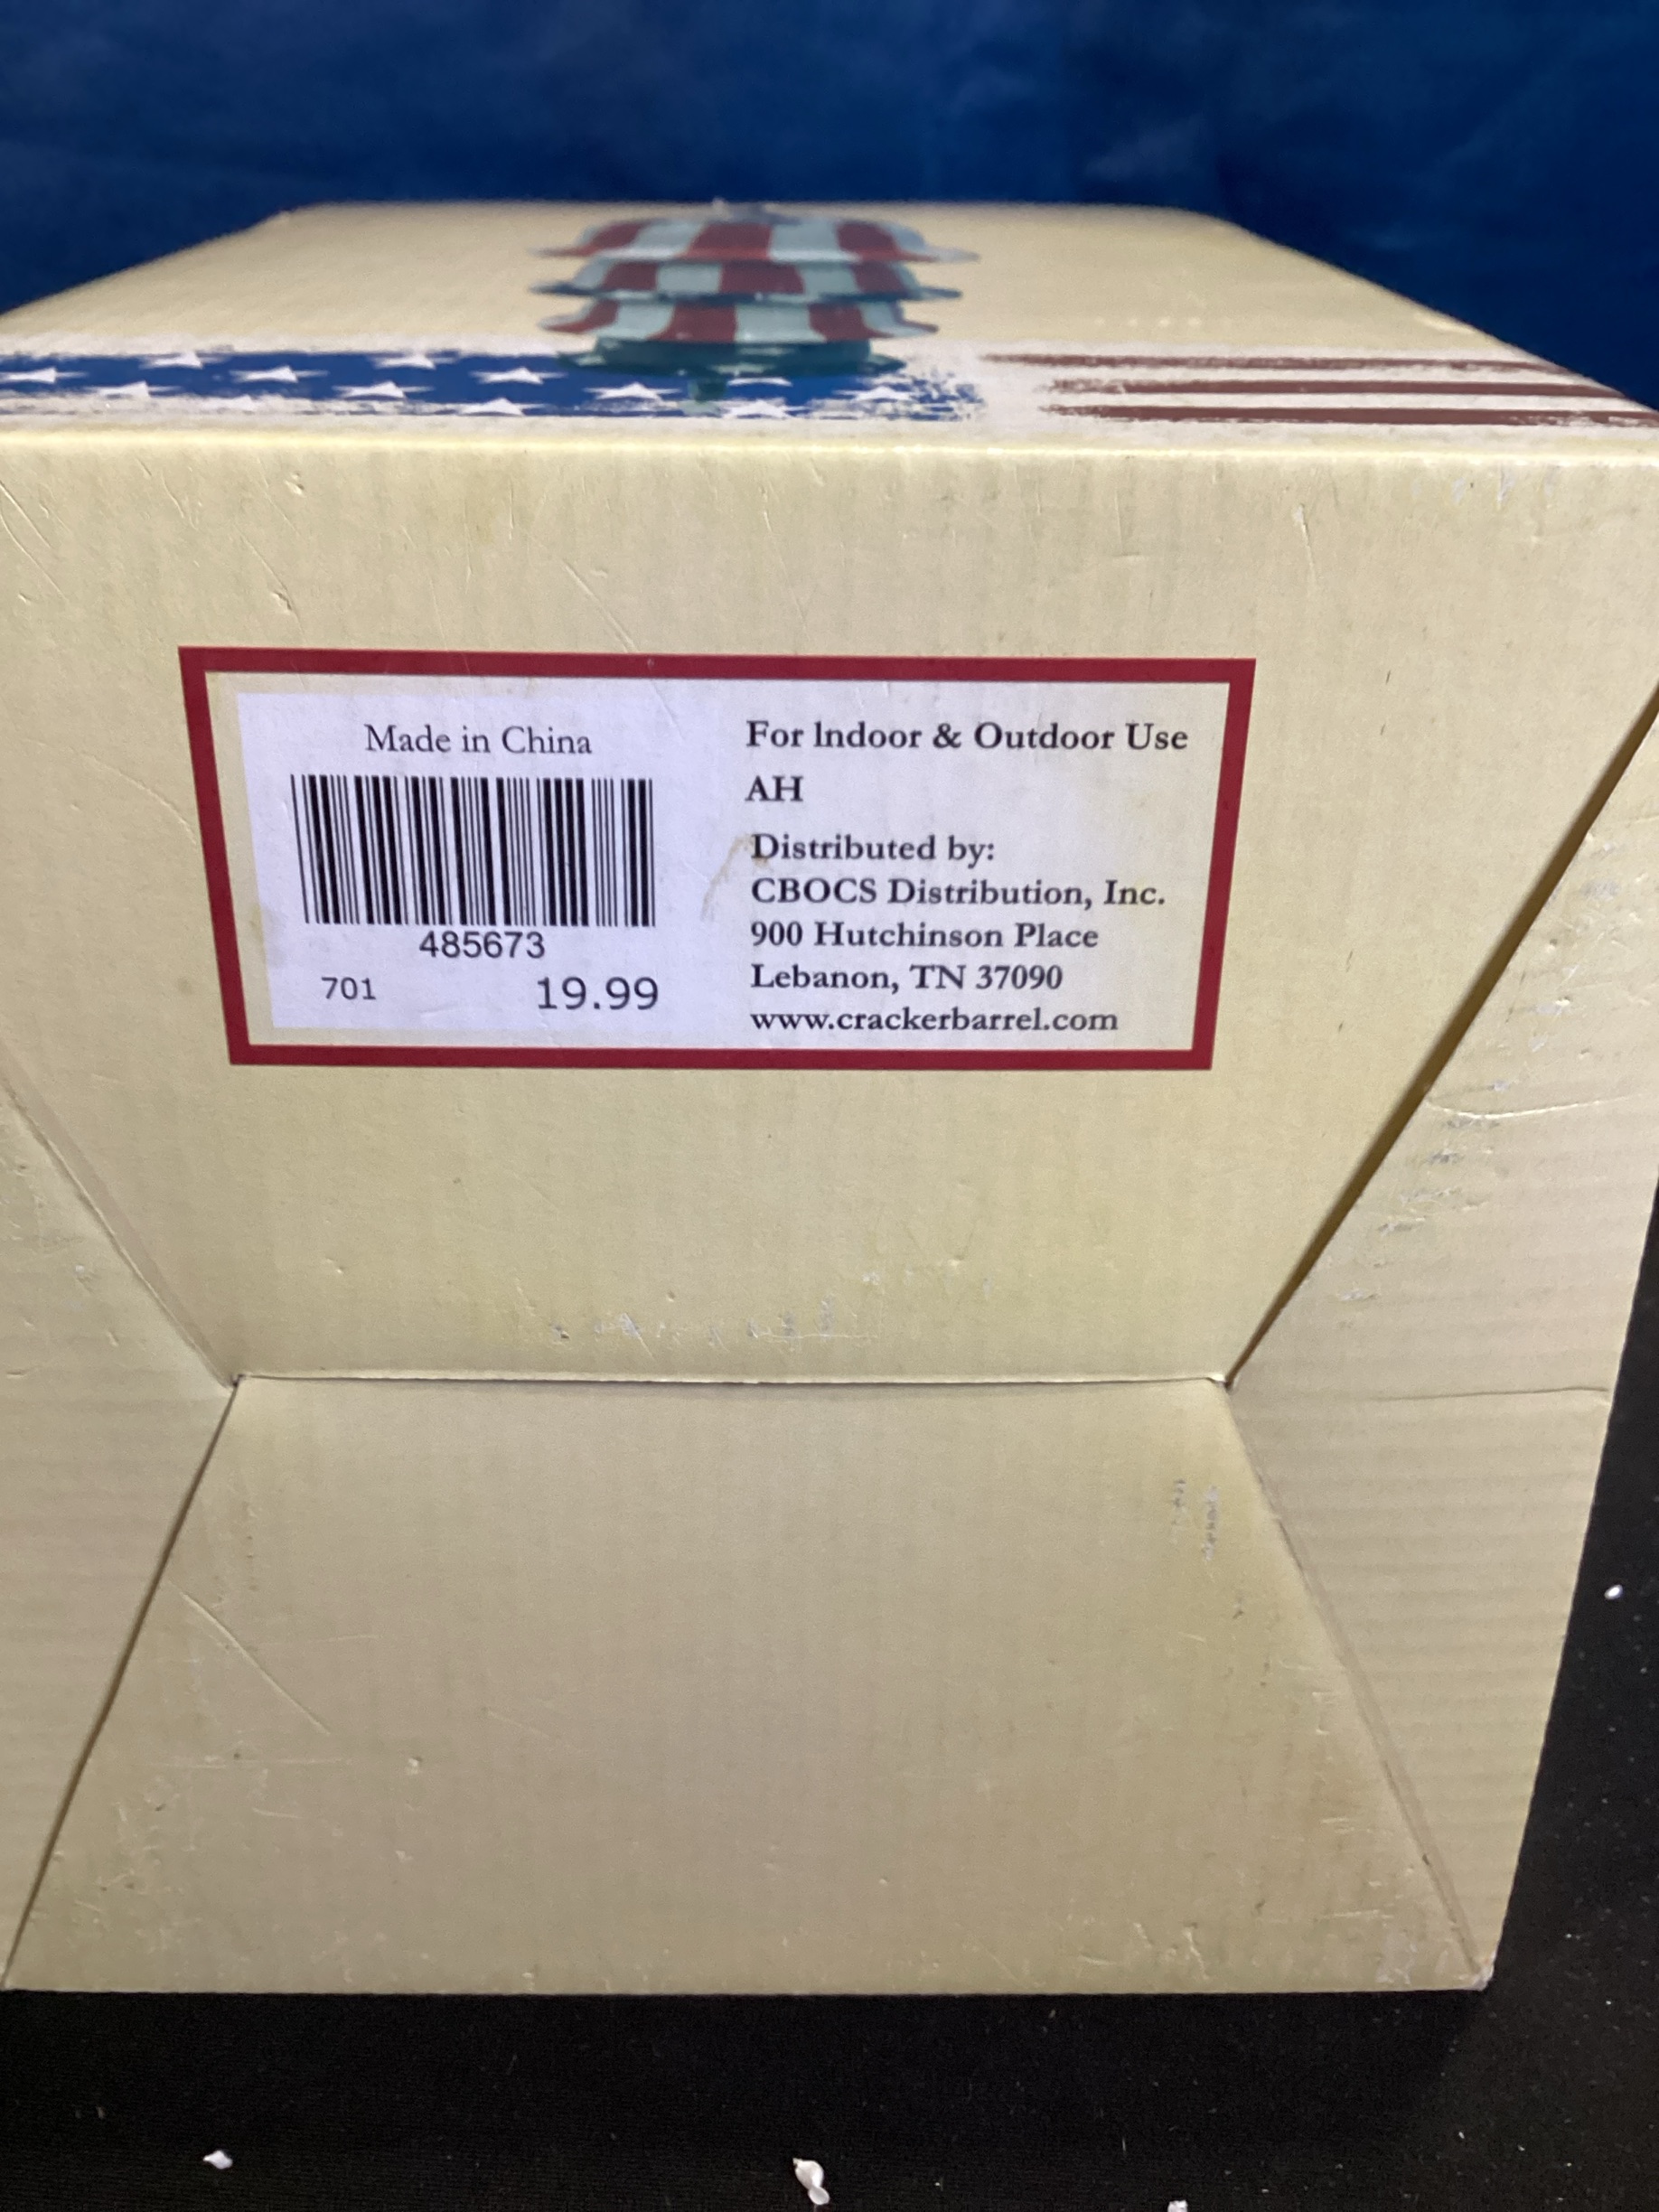 Made in China
485673
701 19.99
For Indoor & Outdoor Use
AH
Distributed by:
CBOCS Distribution, Inc.
900 Hutchinson Place
Lebanon, TN 37090
www.crackerbarrel.com